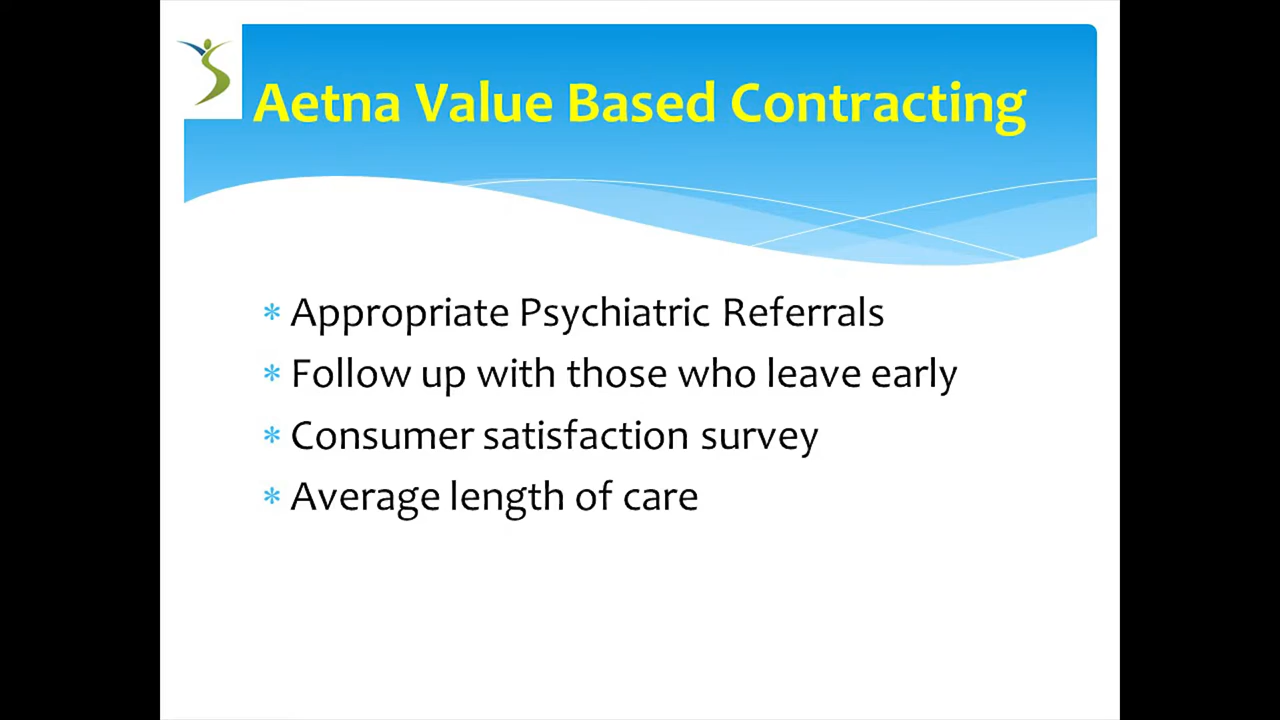 Aetna Value Based Contracting
* Appropriate Psychiatric Referrals
* Follow up with those who leave early
* Consumer satisfaction survey
* Average length of care